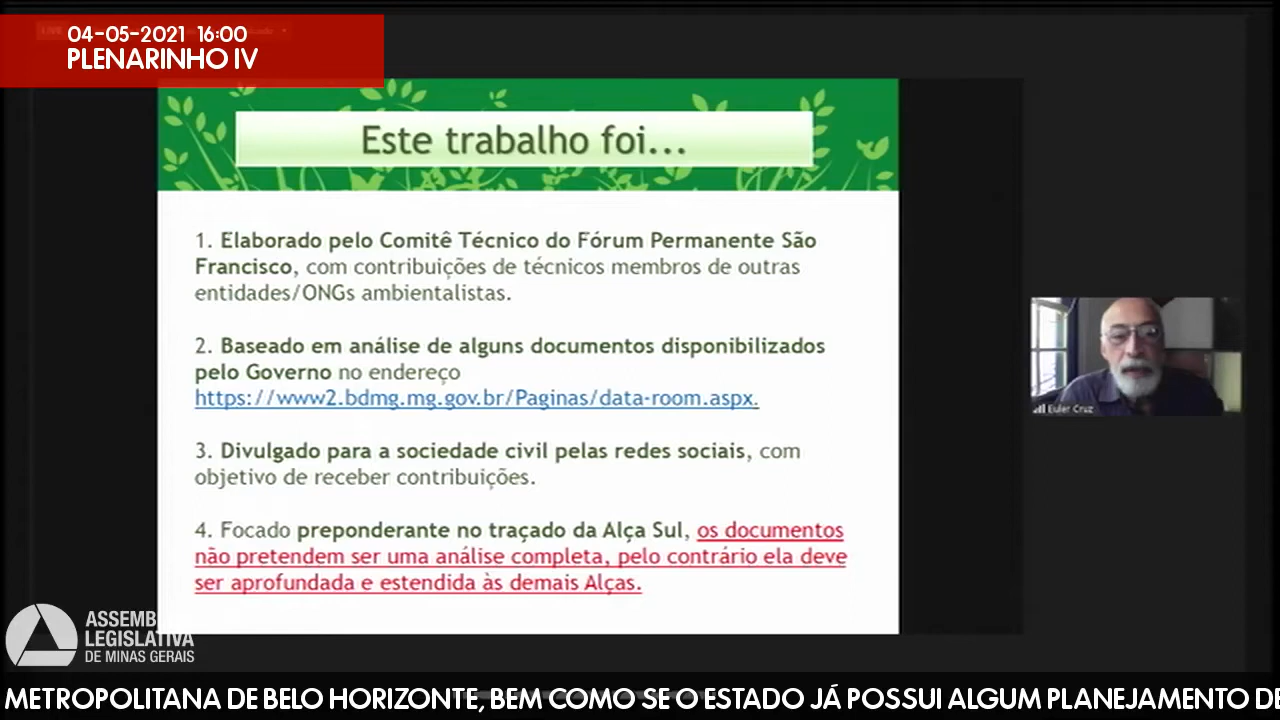 04-05-2021 16:00
PLENARINHO IV
Este trabalho foi...
1. Elaborado pelo Comitê Técnico do Fórum Permanente São
Francisco, com contribuições de técnicos membros de outras
entidades/ONGs ambientalistas.
2. Baseado em análise de alguns documentos disponibilizados
pelo Governo no endereço
https://www2.bdmg.mg.gov.br/Paginas/data-room.aspx.
3. Divulgado para a sociedade civil pelas redes sociais, com
objetivo de receber contribuições.
4. Focado preponderante no traçado da Alça Sul, os documentos
não pretendem ser uma análise completa, pelo contrário ela deve
ser aprofundada e estendida às demais Alças.
Euler Cruz
ASSEMB
LEGISLATIVA
DE MINAS GERAIS
METROPOLITANA DE BELO HORIZONTE, BEM COMO SE O ESTADO JÁ POSSUI ALGUM PLANEJAMENTO DE